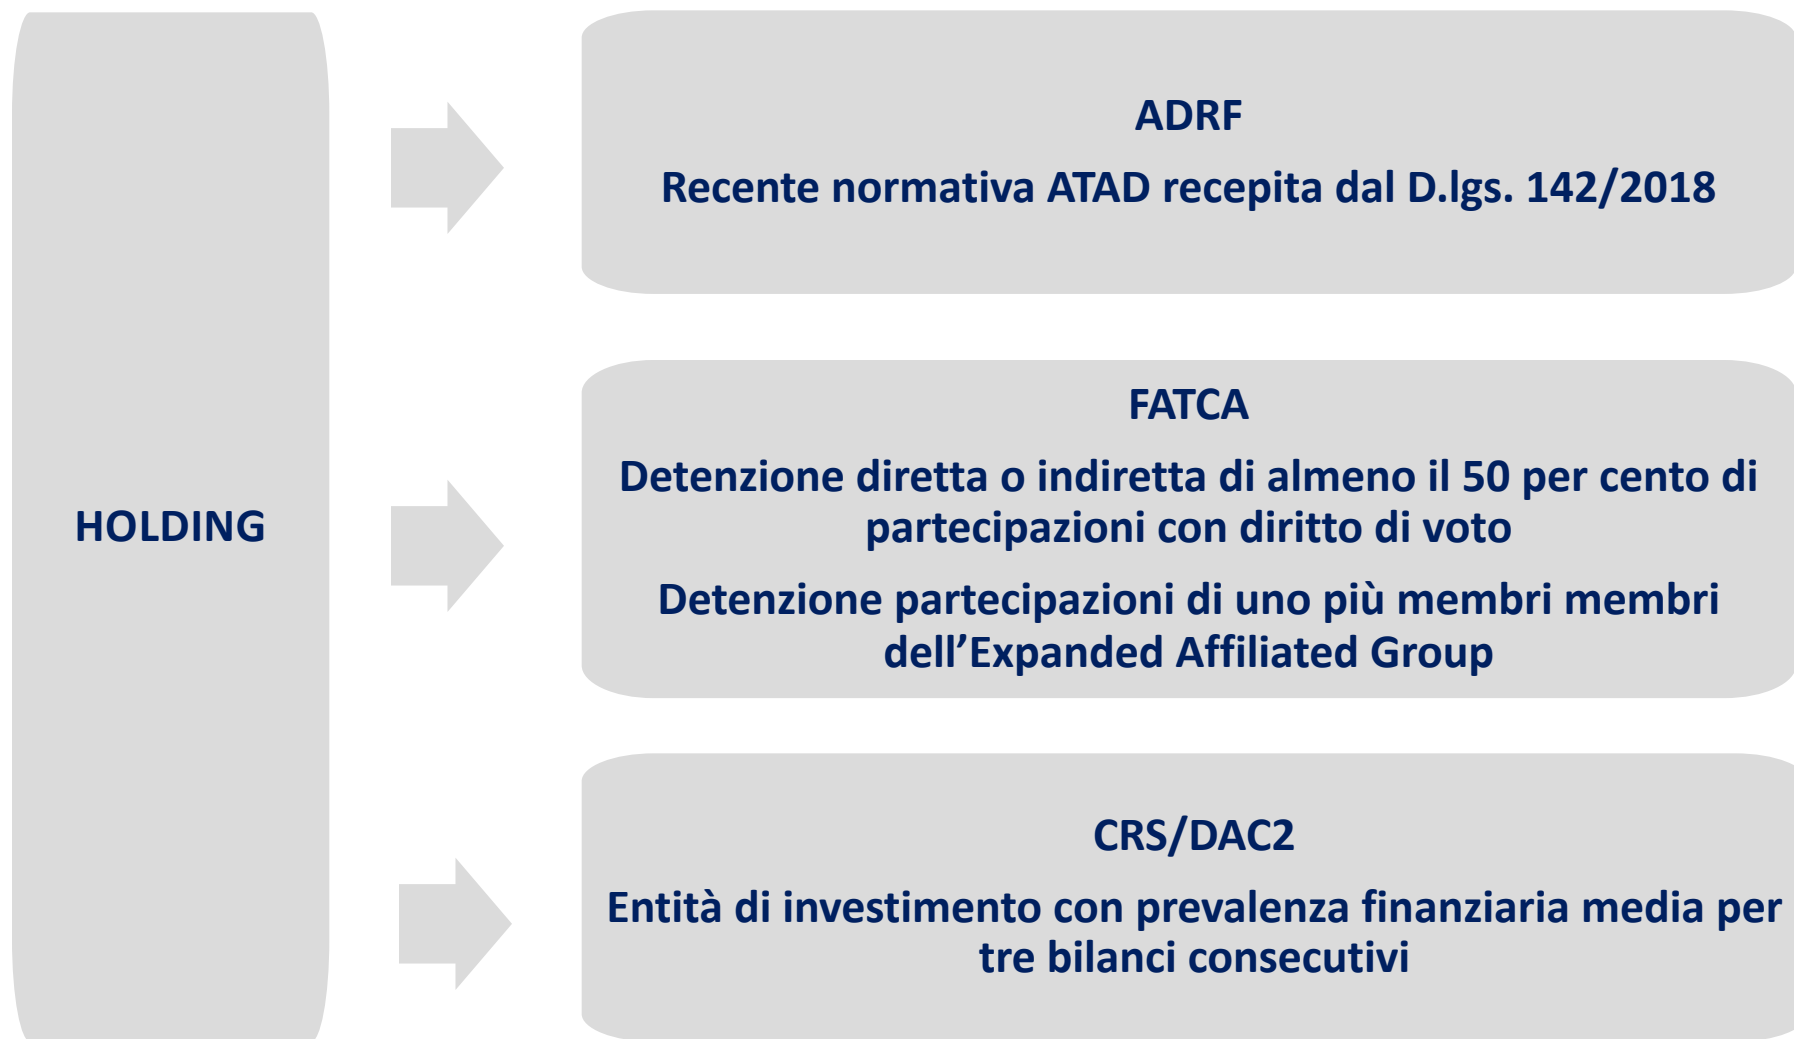 HOLDING
ADRF
Recente normativa ATAD recepita dal D.lgs. 142/2018
FATCA
Detenzione diretta o indiretta di almeno il 50 per cento di
partecipazioni con diritto di voto
Detenzione partecipazioni di uno più membri membri
dell’Expanded Affiliated Group
CRS/DAC2
Entità di investimento con prevalenza finanziaria media per
tre bilanci consecutivi